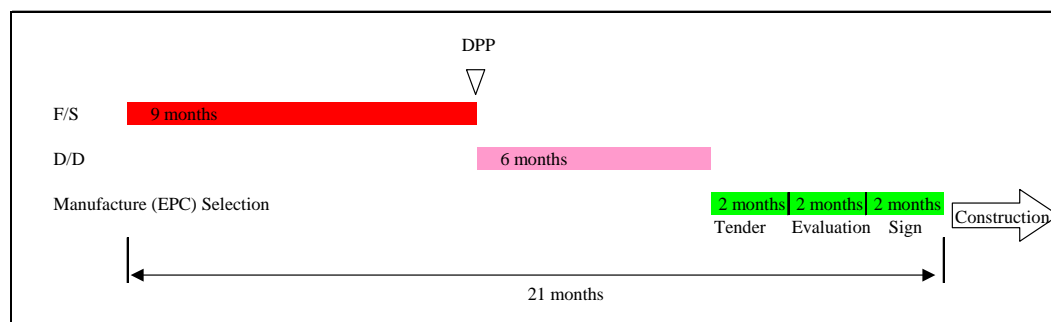 DPP
F/S
9 months
D/D
6 months
Manufacture (EPC) Selection
2 months 2 months 2 months
Tender Evaluation Sign
Construction
21 months